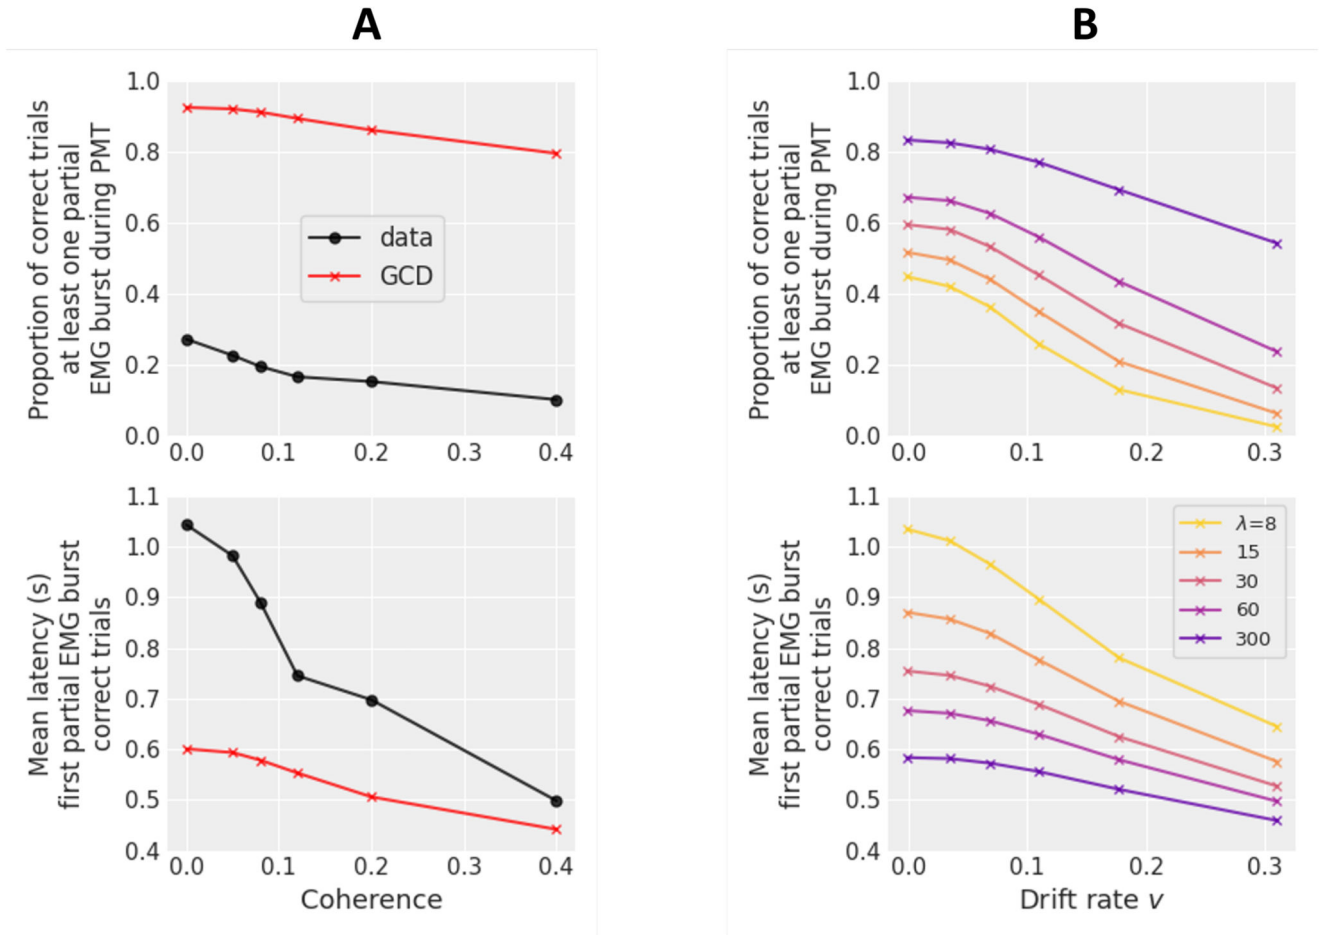 A
Proportion of correct trials
at least one partial
EMG burst during PMT
1.0
0.8
0.6
0.4
0.2
0.0
data
GCD
0.0 0.1 0.2 0.3 0.4
Mean latency (s)
first partial EMG burst
correct trials
1.1
1.0
0.9
0.8
0.7
0.6
0.5
0.4
0.0 0.1 0.2 0.3 0.4
Coherence
B
Proportion of correct trials
at least one partial
EMG burst during PMT
1.0
0.8
0.6
0.4
0.2
0.0
0.0 0.1 0.2 0.3
Mean latency (s)
first partial EMG burst
correct trials
1.1
1.0
0.9
0.8
0.7
0.6
0.5
0.4
λ=8
15
30
60
300
0.0 0.1 0.2 0.3
Drift rate v